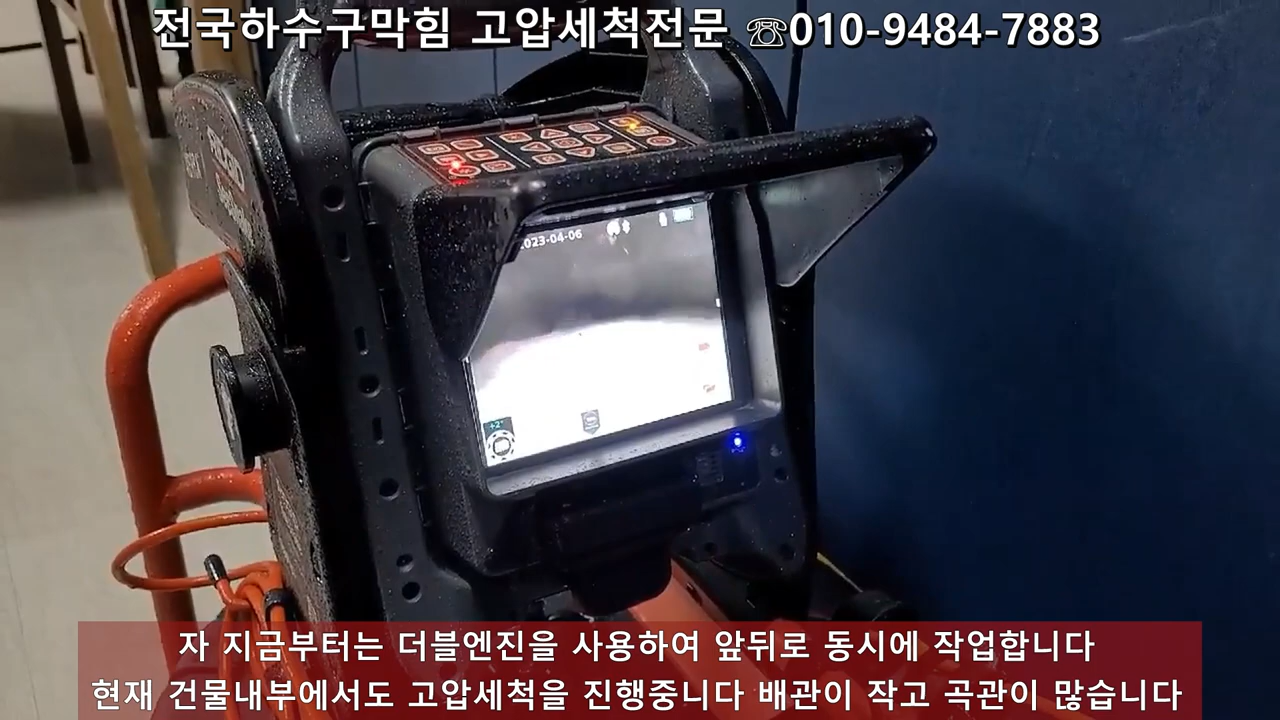 전국하수구막힘 고압세척전문 ☏010-9484-7883
2023-04-06
+2
자 지금부터는 더블엔진을 사용하여 앞뒤로 동시에 작업합니다
현재 건물내부에서도 고압세척을 진행중니다 배관이 작고 곡관이 많습니다